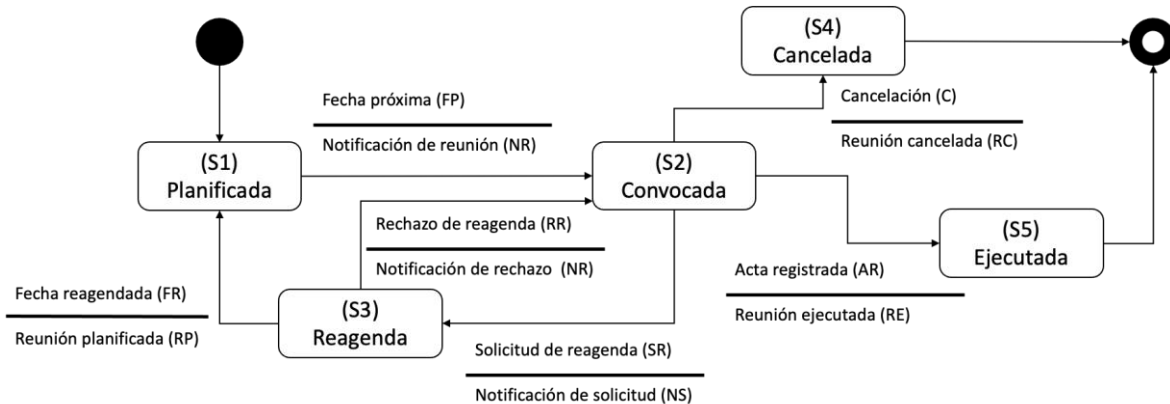 (S4)
Cancelada
Fecha próxima (FP)
Notificación de reunión (NR)
Cancelación (C)
Reunión cancelada (RC)
(S1)
Planificada
(S2)
Convocada
Rechazo de reagenda (RR)
Notificación de rechazo (NR)
(S5)
Ejecutada
Acta registrada (AR)
Reunión ejecutada (RE)
Fecha reagendada (FR)
Reunión planificada (RP)
(S3)
Reagenda
Solicitud de reagenda (SR)
Notificación de solicitud (NS)